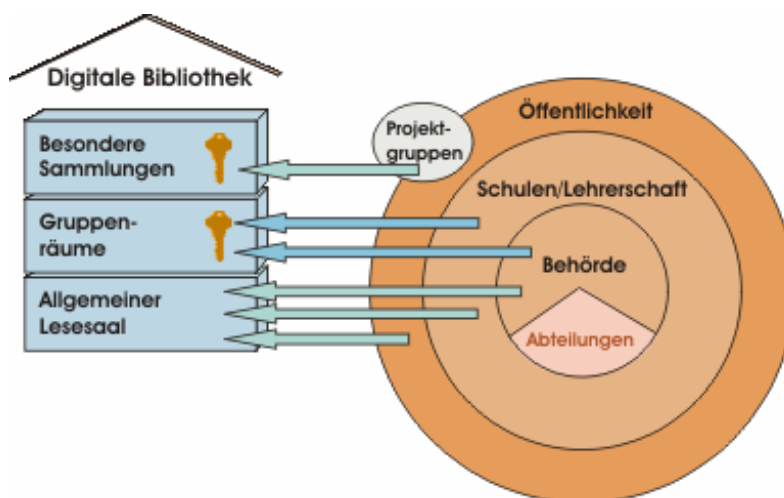 Digitale Bibliothek
Besondere
Sammlungen
Gruppen-
räume
Allgemeiner
Lesesaal
Projekt-
gruppen
Öffentlichkeit
Schulen/Lehrerschaft
Behörde
Abteilungen